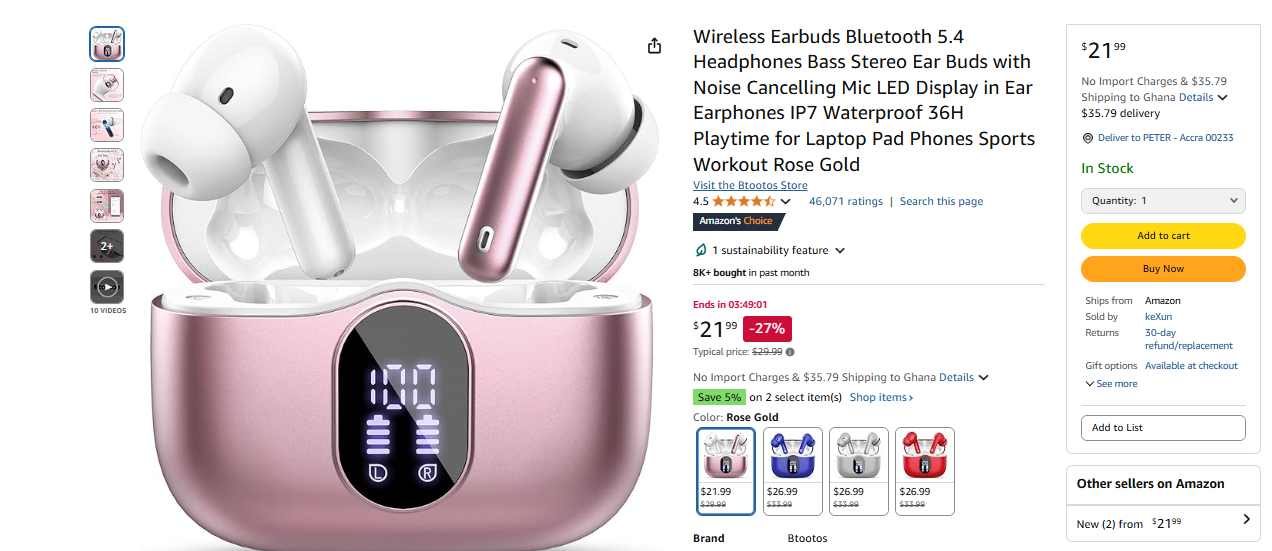 2+
10 VIDEOS
100
L R
Wireless Earbuds Bluetooth 5.4
Headphones Bass Stereo Ear Buds with
Noise Cancelling Mic LED Display in Ear
Earphones IP7 Waterproof 36H
Playtime for Laptop Pad Phones Sports
Workout Rose Gold
Visit the Btootos Store
4.5 46,071 ratings | Search this page
Amazon's Choice
1 sustainability feature
8K+ bought in past month
Ends in 03:49:01
$21.99 -27%
Typical price: $29.99
No Import Charges & $35.79 Shipping to Ghana Details
Save 5% on 2 select item(s) Shop items
Color: Rose Gold
$21.99 $26.99 $26.99 $26.99
$29.99 $33.99 $33.99 $33.99
Brand Btootos
$21.99
No Import Charges & $35.79
Shipping to Ghana Details
$35.79 delivery
Deliver to PETER - Accra 00233
In Stock
Quantity: 1
Add to cart
Buy Now
Ships from Amazon
Sold by keXun
Returns 30-day
refund/replacement
Gift options Available at checkout
See more
Add to List
Other sellers on Amazon
New (2) from $21.99